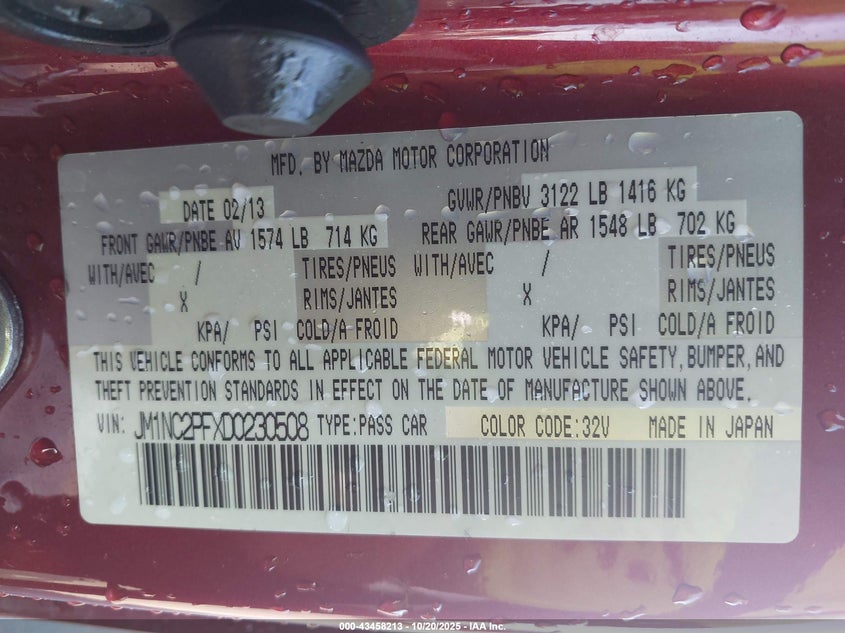 MFD. BY MAZDA MOTOR CORPORATION
DATE 02/13 GVWR/PNBV 3122 LB 1416 KG
FRONT GAWR/PNBE AV 1574 LB 714 KG REAR GAWR/PNBE AR 1548 LB 702 KG
WITH/AVEC / TIRES/PNEUS WITH/AVEC / TIRES/PNEUS
X RIMS/JANTES X RIMS/JANTES
KPA/ PSI COLD/A FROID KPA/ PSI COLD/A FROID
THIS VEHICLE CONFORMS TO ALL APPLICABLE FEDERAL MOTOR VEHICLE SAFETY, BUMPER, AND
THEFT PREVENTION STANDARDS IN EFFECT ON THE DATE OF MANUFACTURE SHOWN ABOVE.
VIN: JM1NC2PFXD0230508 TYPE:PASS CAR COLOR CODE:32V MADE IN JAPAN
000-43458213 - 10/20/2025 - IAA Inc.